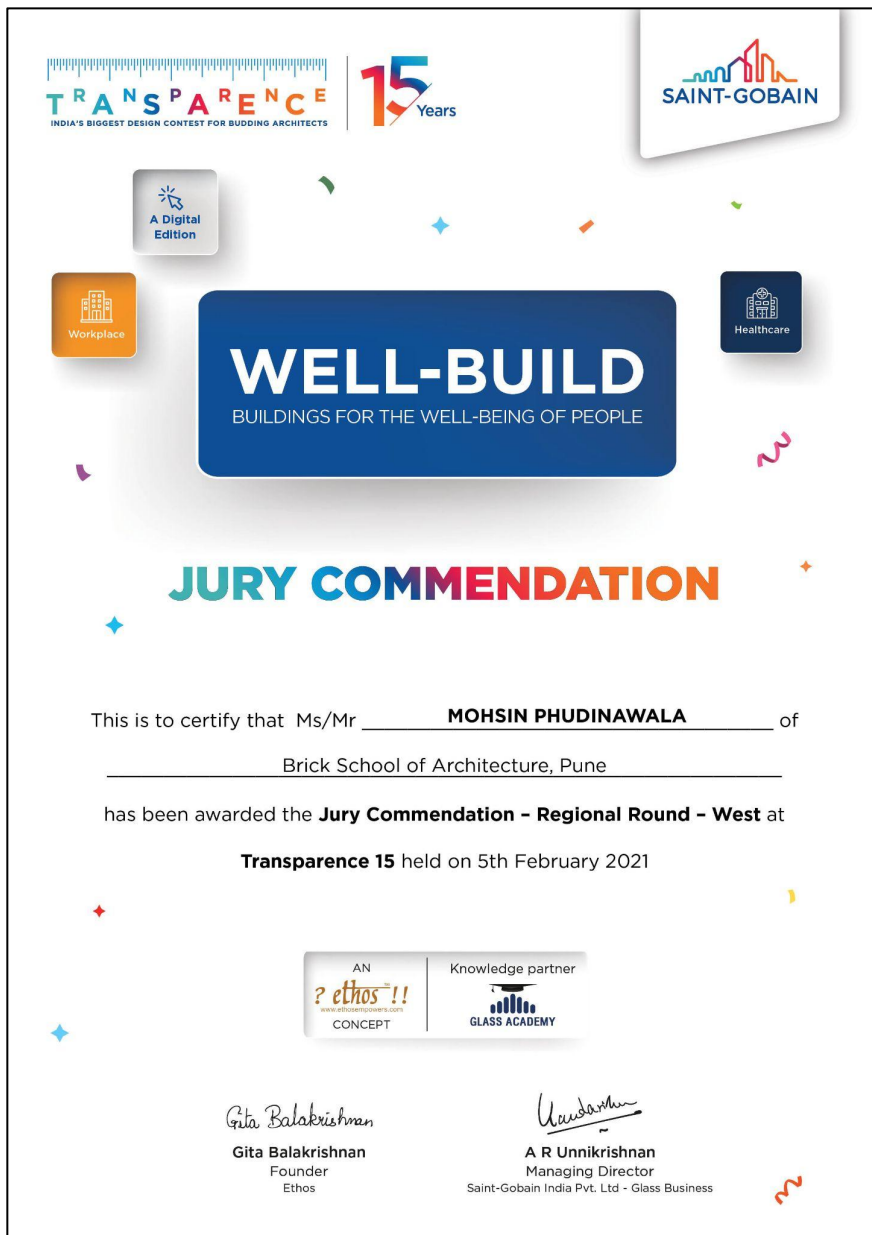 TRANSPARENCE
INDIA'S BIGGEST DESIGN CONTEST FOR BUDDING ARCHITECTS
15 Years
SAINT-GOBAIN
A Digital
Edition
Workplace
Healthcare
WELL-BUILD
BUILDINGS FOR THE WELL-BEING OF PEOPLE
JURY COMMENDATION
This is to certify that Ms/Mr MOHSIN PHUDINAWALA of
Brick School of Architecture, Pune
has been awarded the Jury Commendation – Regional Round – West at
Transparence 15 held on 5th February 2021
AN
? ethos™ !!
www.ethosempowers.com
CONCEPT
Knowledge partner
GLASS ACADEMY
Gita Balakrishnan
Gita Balakrishnan
Founder
Ethos
A R Unnikrishnan
Managing Director
Saint-Gobain India Pvt. Ltd - Glass Business